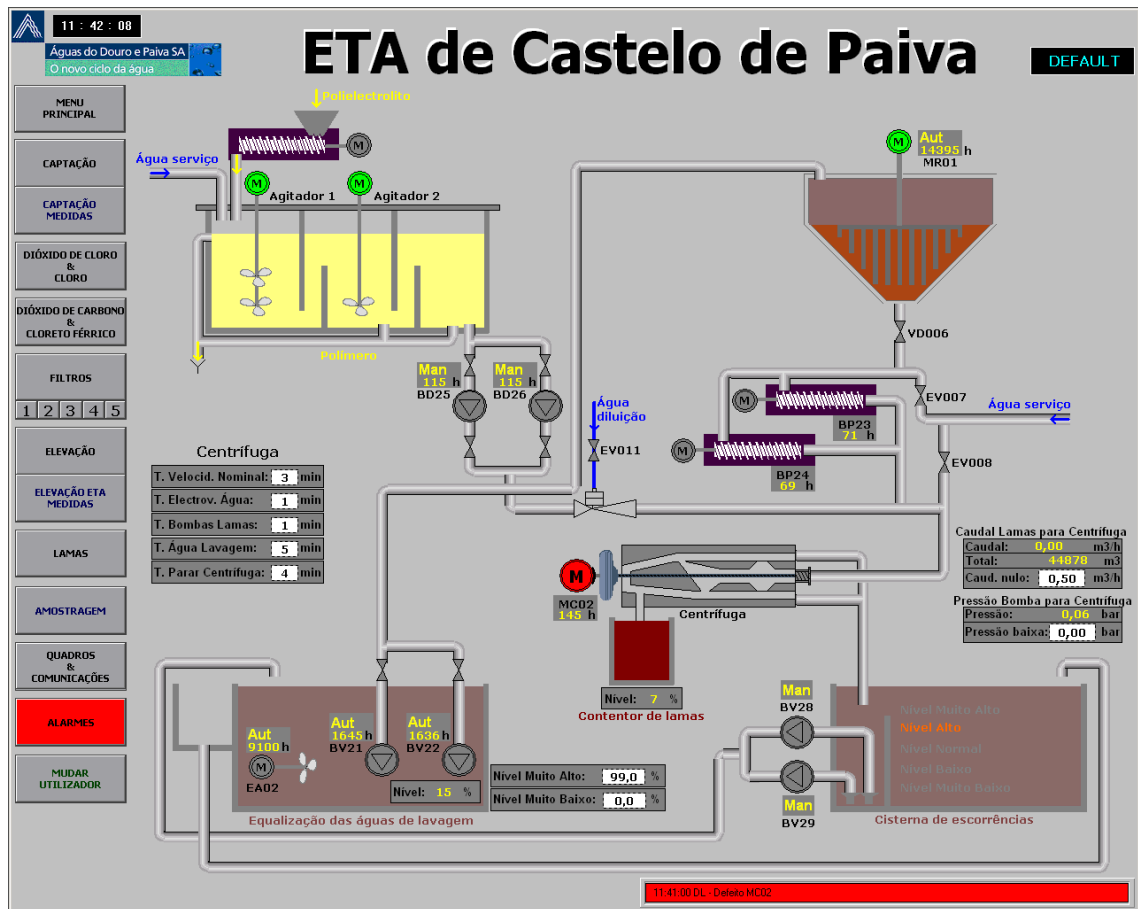 11 : 42 : 08
Águas do Douro e Paiva SA
O novo ciclo da água
ETA de Castelo de Paiva
DEFAULT
MENU
PRINCIPAL
CAPTAÇÃO
CAPTAÇÃO
MEDIDAS
DIÓXIDO DE CLORO
&
CLORO
DIÓXIDO DE CARBONO
&
CLORETO FÉRRICO
FILTROS
1 2 3 4 5
ELEVAÇÃO
ELEVAÇÃO ETA
MEDIDAS
LAMAS
AMOSTRAGEM
QUADROS
&
COMUNICAÇÕES
ALARMES
MUDAR
UTILIZADOR
Polielectrolito
M
Água serviço
M
Agitador 1
M
Agitador 2
Polímero
Man
115 h
BD25
Man
115 h
BD26
M
Aut
14395 h
MR01
VD006
EV007
Água serviço
M
BP23
71 h
M
BP24
69 h
EV008
Água
diluição
EV011
Centrífuga
T. Velocid. Nominal: 3 min
T. Electrov. Água: 1 min
T. Bombas Lamas: 1 min
T. Água Lavagem: 5 min
T. Parar Centrífuga: 4 min
M
MC02
145 h
Centrífuga
Nível: 7 %
Contentor de lamas
Caudal Lamas para Centrífuga
Caudal: 0,00 m3/h
Total: 44878 m3
Caud. nulo: 0,50 m3/h
Pressão Bomba para Centrífuga
Pressão: 0,06 bar
Pressão baixa: 0,00 bar
Aut
9100 h
M
EA02
Aut
1645 h
BV21
Aut
1636 h
BV22
Nível: 15 %
Equalização das águas de lavagem
Nível Muito Alto: 99,0 %
Nível Muito Baixo: 0,0 %
Man
BV28
Man
BV29
Nível Muito Alto
Nível Alto
Nível Normal
Nível Baixo
Nível Muito Baixo
Cisterna de escorrências
11:41:00 DL - Defeito MC02